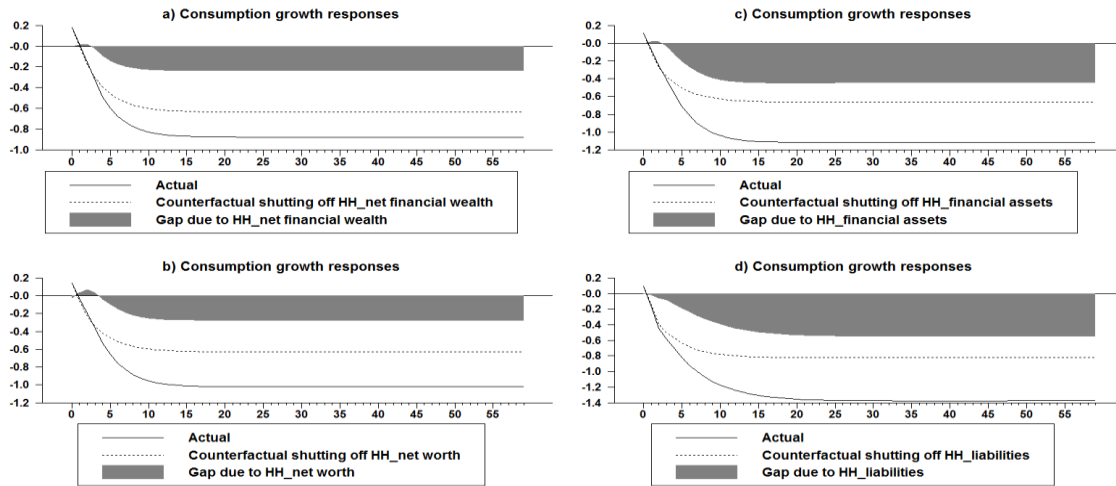 a) Consumption growth responses
0.2
-0.0
-0.2
-0.4
-0.6
-0.8
-1.0
0 5 10 15 20 25 30 35 40 45 50 55
Actual
Counterfactual shutting off HH_net financial wealth
Gap due to HH_net financial wealth
b) Consumption growth responses
0.2
-0.0
-0.2
-0.4
-0.6
-0.8
-1.0
-1.2
0 5 10 15 20 25 30 35 40 45 50 55
Actual
Counterfactual shutting off HH_net worth
Gap due to HH_net worth
c) Consumption growth responses
0.2
-0.0
-0.2
-0.4
-0.6
-0.8
-1.0
-1.2
0 5 10 15 20 25 30 35 40 45 50 55
Actual
Counterfactual shutting off HH_financial assets
Gap due to HH_financial assets
d) Consumption growth responses
0.2
-0.0
-0.2
-0.4
-0.6
-0.8
-1.0
-1.2
-1.4
0 5 10 15 20 25 30 35 40 45 50 55
Actual
Counterfactual shutting off HH_liabilities
Gap due to HH_liabilities